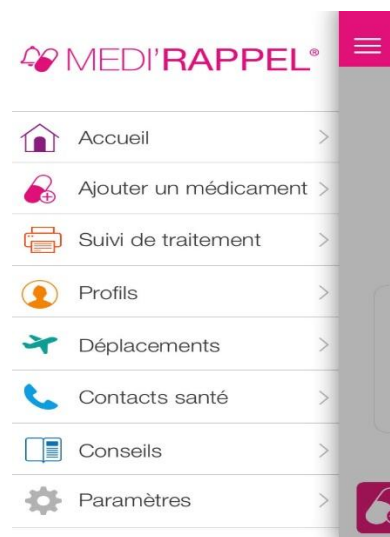 MEDI'RAPPEL®
Accueil
Ajouter un médicament
Suivi de traitement
Profils
Déplacements
Contacts santé
Conseils
Paramètres